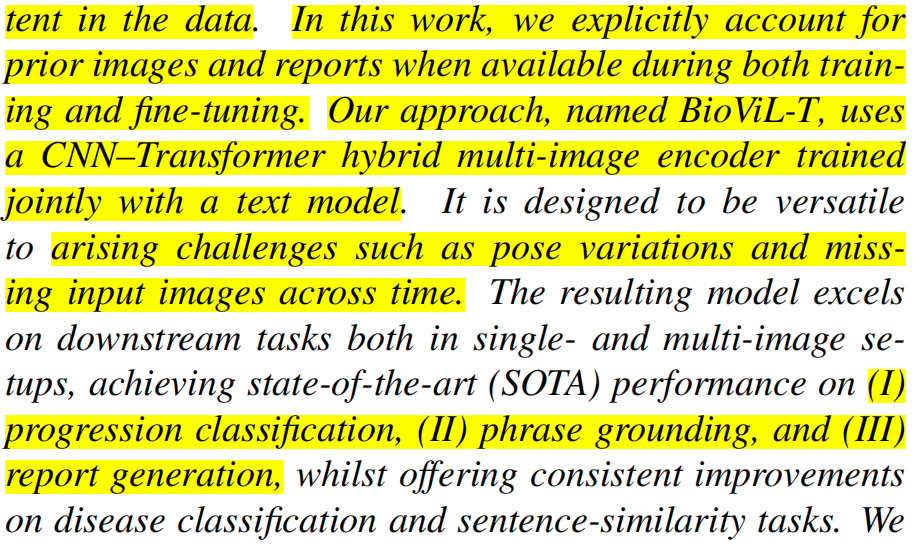 tent in the data. In this work, we explicitly account for
prior images and reports when available during both train-
ing and fine-tuning. Our approach, named BioViL-T, uses
a CNN–Transformer hybrid multi-image encoder trained
jointly with a text model. It is designed to be versatile
to arising challenges such as pose variations and miss-
ing input images across time. The resulting model excels
on downstream tasks both in single- and multi-image se-
tups, achieving state-of-the-art (SOTA) performance on (I)
progression classification, (II) phrase grounding, and (III)
report generation, whilst offering consistent improvements
on disease classification and sentence-similarity tasks. We